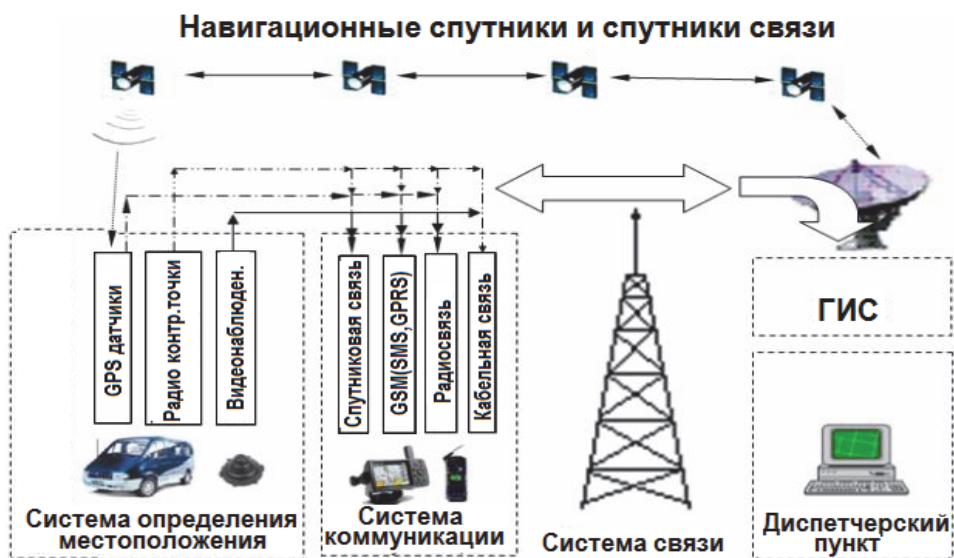 Навигационные спутники и спутники связи
GPS датчики
Радио контр.точки
Видеонаблюден.
Спутниковая связь
GSM(SMS,GPRS)
Радиосвязь
Кабельная связь
ГИС
Система определения
местоположения
Система
коммуникации
Система связи
Диспетчерский
пункт